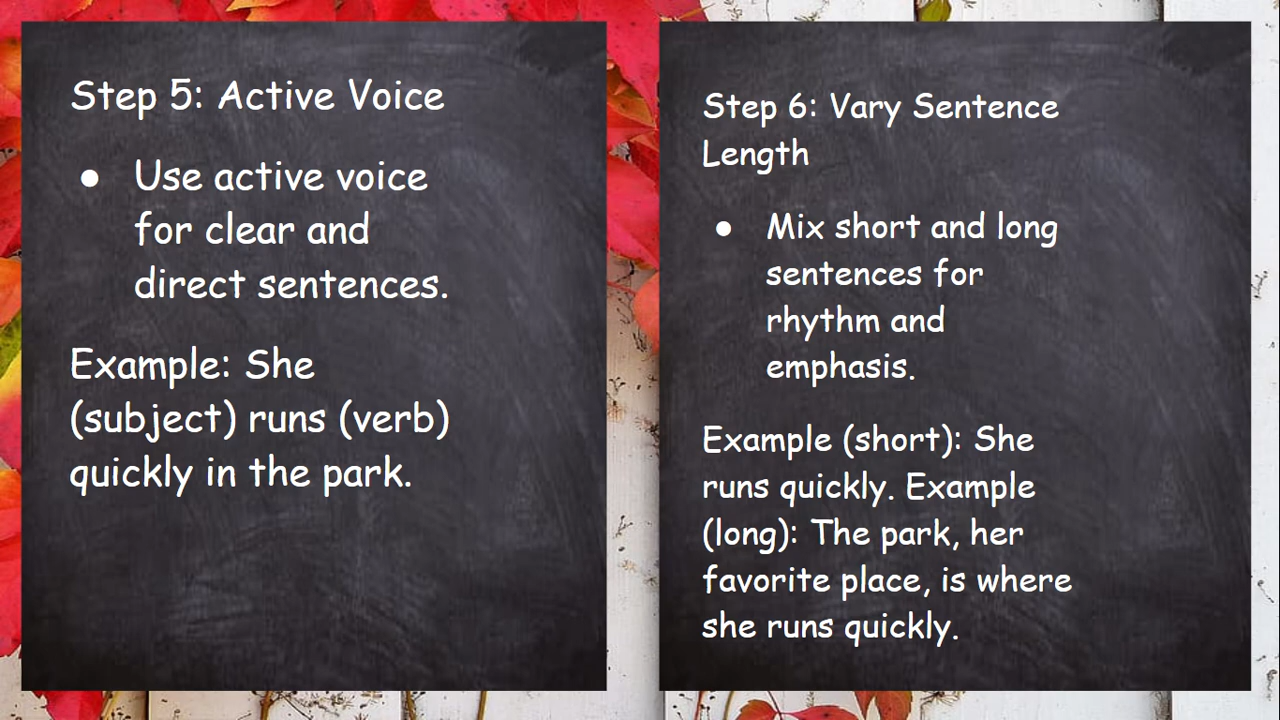 Step 5: Active Voice
● Use active voice
for clear and
direct sentences.
Example: She
(subject) runs (verb)
quickly in the park.
Step 6: Vary Sentence
Length
● Mix short and long
sentences for
rhythm and
emphasis.
Example (short): She
runs quickly. Example
(long): The park, her
favorite place, is where
she runs quickly.